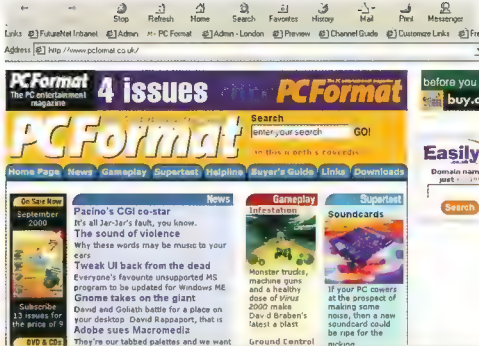 Stop Refresh Home Search Favorites History Mail Print Messenger
Links FutureNet Intranet Admin PC Format Admin - London Preview Channel Guide Customize Links
Address http://www.pcformat.co.uk/
PCFormat
The PC entertainment magazine
4 issues
PCFormat
before you
buy.c
PCFormat
Search
enter your search GO!
Home Page News Gameplay Supertest Helpline Buyer's Guide Links Downloads
Easily
Domain nam
just
Search
On Sale Now
September 2000
Subscribe
13 issues for
the price of 9
DVD & CDs
News
Pacino's CGI co-star
It's all Jar-Jar's fault, you know.
The sound of violence
Why these words may be music to your
ears
Tweak UI back from the dead
Everyone's favourite unsupported MS
program to be updated for Windows ME
Gnome takes on the giant
David and Goliath battle for a place on
your desktop. David Rappaport, that is
Adobe sues Macromedia
They're our tabbed palettes and we want
Gameplay
Infestation
Monster trucks,
machine guns
and a healthy
dose of Virus
2000 make
David Braben's
latest a blast
Ground Control
Supertest
Soundcards
If your PC cowers
at the prospect of
making some
noise, then a new
soundcard could
be ripe for the
picking